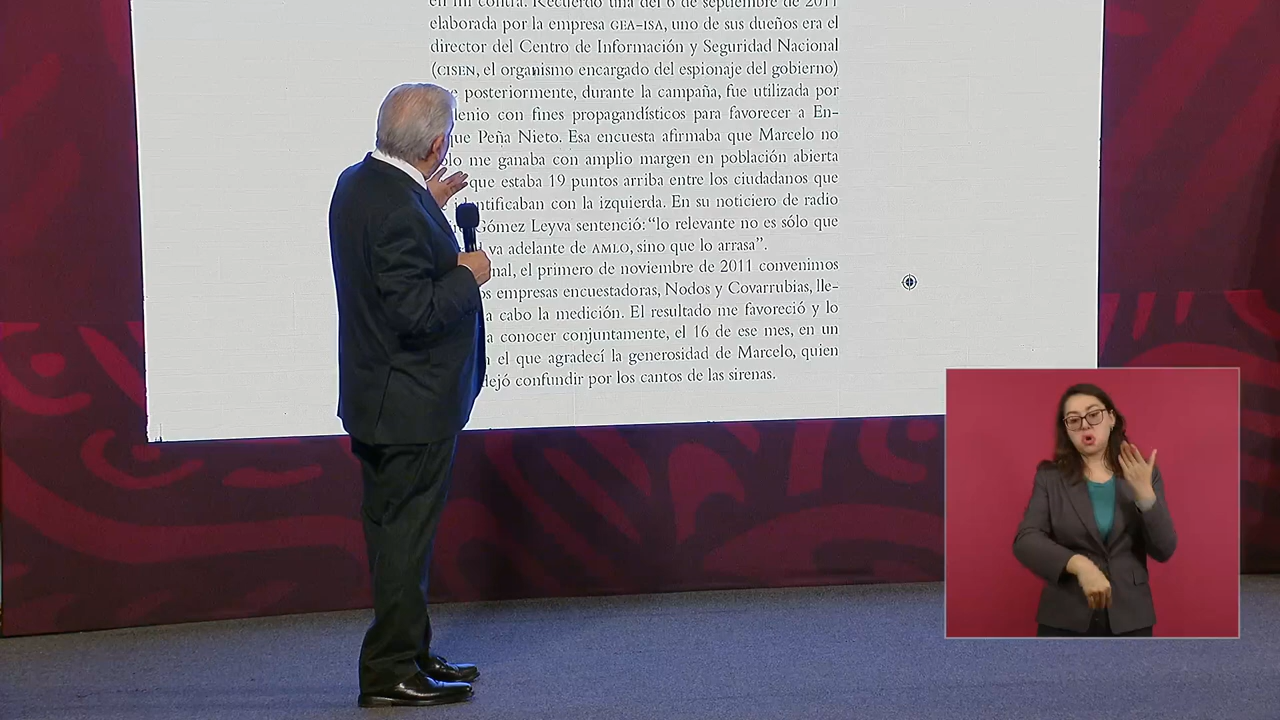 en mi contra. Recuerdo una del 6 de septiembre de 2011
elaborada por la empresa GEA-ISA, uno de sus dueños era el
director del Centro de Información y Seguridad Nacional
(CISEN, el organismo encargado del espionaje del gobierno)
posteriormente, durante la campaña, fue utilizada por
lenio con fines propagandísticos para favorecer a En-
que Peña Nieto. Esa encuesta afirmaba que Marcelo no
lo me ganaba con amplio margen en población abierta
que estaba 19 puntos arriba entre los ciudadanos que
identificaban con la izquierda. En su noticiero de radio
Gómez Leyva sentenció: “lo relevante no es sólo que
ya adelante de AMLO, sino que lo arrasa”.
nal, el primero de noviembre de 2011 convenimos
os empresas encuestadoras, Nodos y Covarrubias, lle-
a cabo la medición. El resultado me favoreció y lo
a conocer conjuntamente, el 16 de ese mes, en un
el que agradecí la generosidad de Marcelo, quien
dejó confundir por los cantos de las sirenas.